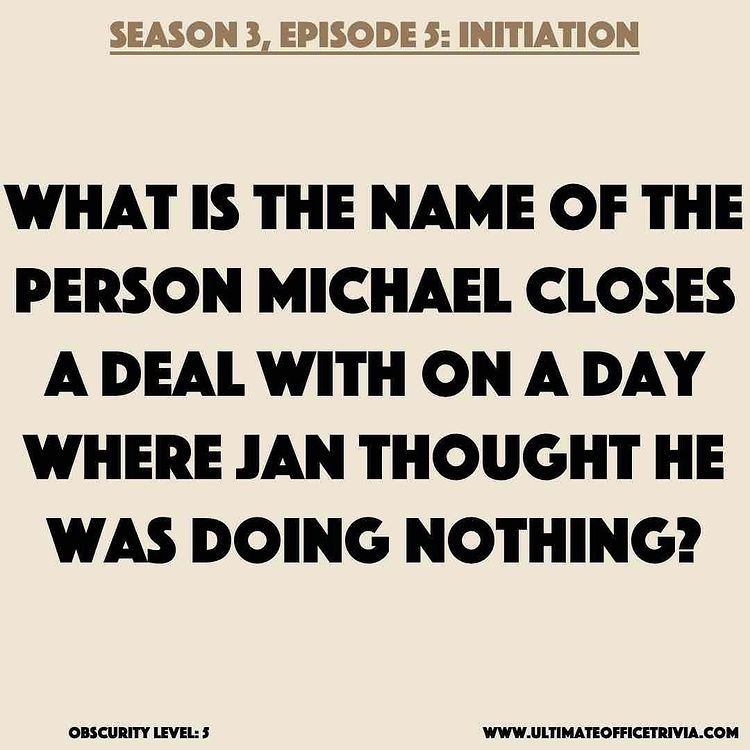 SEASON 3, EPISODE 5: INITIATION
WHAT IS THE NAME OF THE
PERSON MICHAEL CLOSES
A DEAL WITH ON A DAY
WHERE JAN THOUGHT HE
WAS DOING NOTHING?
OBSCURITY LEVEL: 5
WWW.ULTIMATEOFFICETRIVIA.COM